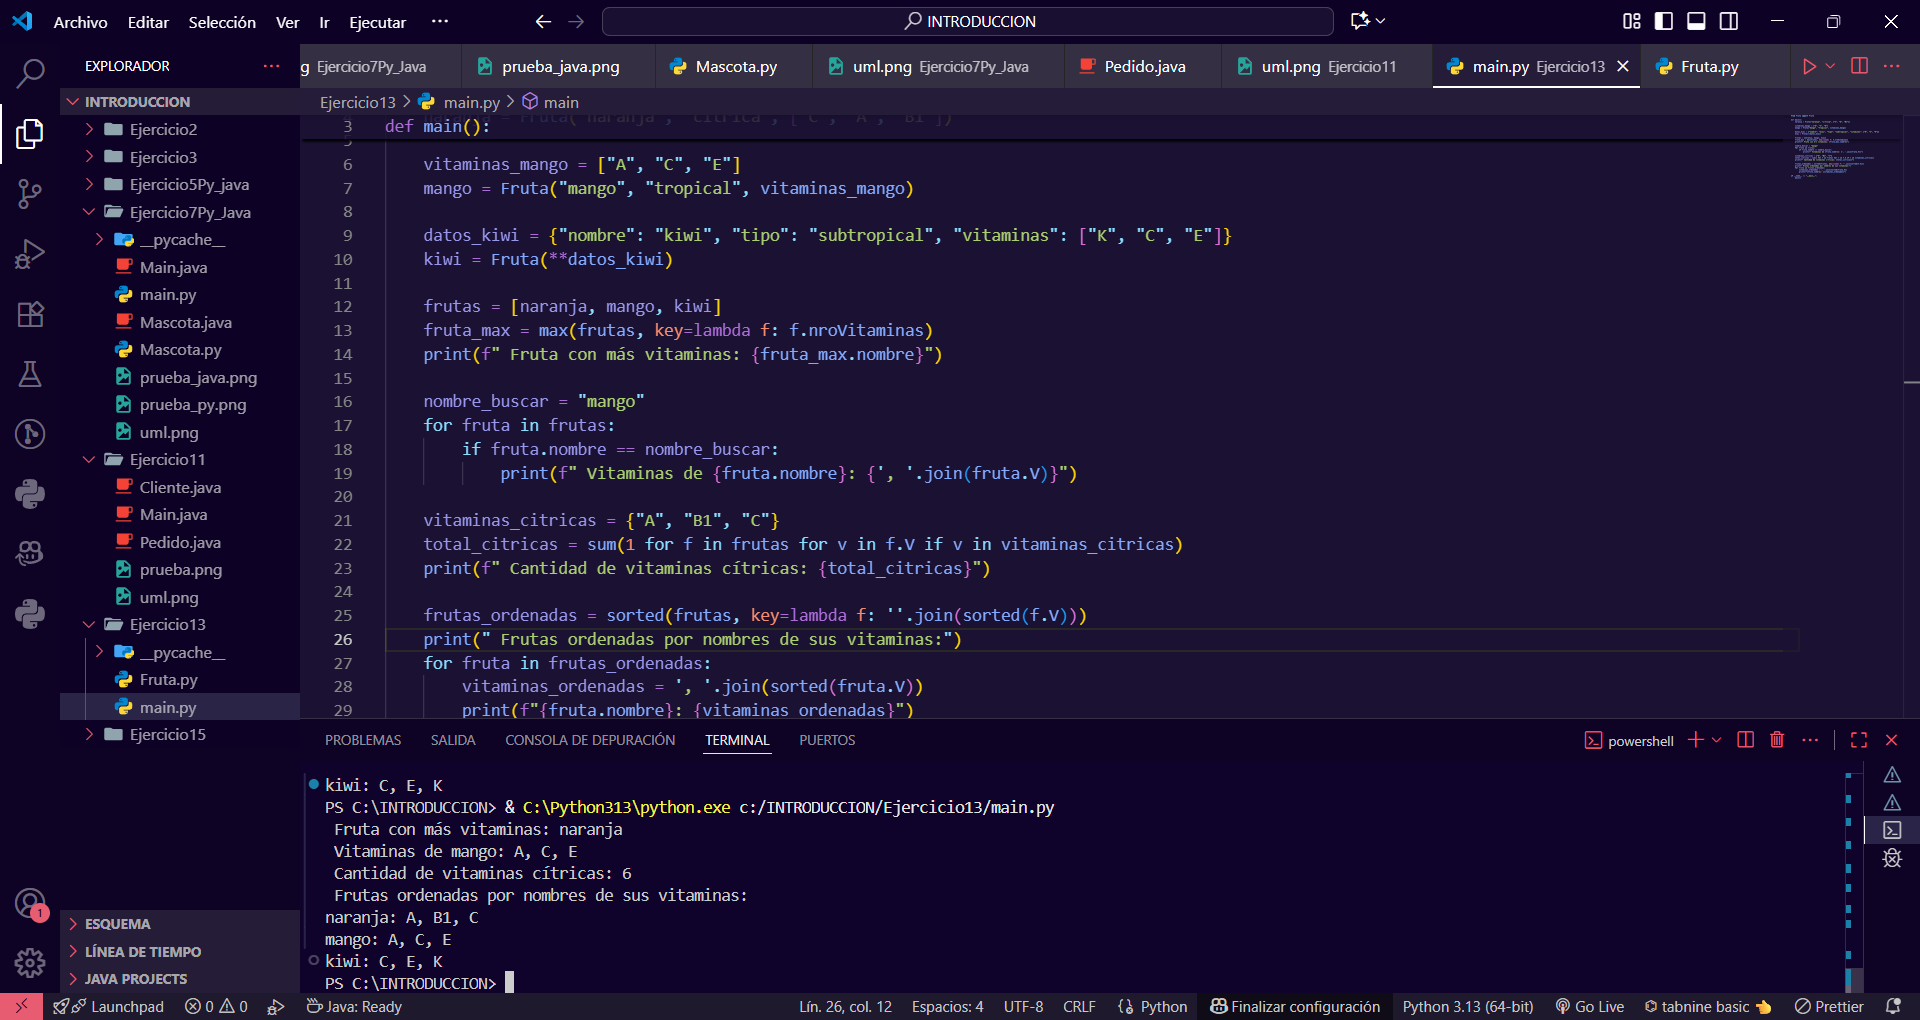 Archivo Editar Selección Ver Ir Ejecutar ···
INTRODUCCION
EXPLORADOR ···
g Ejercicio7Py_Java
prueba_java.png
Mascota.py
uml.png Ejercicio7Py_Java
Pedido.java
uml.png Ejercicio11
main.py Ejercicio13
Fruta.py
Ejercicio13 > main.py > main
INTRODUCCION
Ejercicio2
Ejercicio3
Ejercicio5Py_java
Ejercicio7Py_Java
__pycache__
Main.java
main.py
Mascota.java
Mascota.py
prueba_java.png
prueba_py.png
uml.png
Ejercicio11
Cliente.java
Main.java
Pedido.java
prueba.png
uml.png
Ejercicio13
__pycache__
Fruta.py
main.py
Ejercicio15
ESQUEMA
LÍNEA DE TIEMPO
JAVA PROJECTS
1
3 def main():
5
6 vitaminas_mango = ["A", "C", "E"]
7 mango = Fruta("mango", "tropical", vitaminas_mango)
8
9 datos_kiwi = {"nombre": "kiwi", "tipo": "subtropical", "vitaminas": ["K", "C", "E"]}
10 kiwi = Fruta(**datos_kiwi)
11
12 frutas = [naranja, mango, kiwi]
13 fruta_max = max(frutas, key=lambda f: f.nroVitaminas)
14 print(f" Fruta con más vitaminas: {fruta_max.nombre}")
15
16 nombre_buscar = "mango"
17 for fruta in frutas:
18 if fruta.nombre == nombre_buscar:
19 print(f" Vitaminas de {fruta.nombre}: {', '.join(fruta.V)}")
20
21 vitaminas_citricas = {"A", "B1", "C"}
22 total_citricas = sum(1 for f in frutas for v in f.V if v in vitaminas_citricas)
23 print(f" Cantidad de vitaminas cítricas: {total_citricas}")
24
25 frutas_ordenadas = sorted(frutas, key=lambda f: ''.join(sorted(f.V)))
26 print(" Frutas ordenadas por nombres de sus vitaminas:")
27 for fruta in frutas_ordenadas:
28 vitaminas_ordenadas = ', '.join(sorted(fruta.V))
29 print(f"{fruta.nombre}: {vitaminas_ordenadas}")
PROBLEMAS SALIDA CONSOLA DE DEPURACIÓN TERMINAL PUERTOS
powershell
kiwi: C, E, K
PS C:\INTRODUCCION> & C:\Python313\python.exe c:/INTRODUCCION/Ejercicio13/main.py
Fruta con más vitaminas: naranja
Vitaminas de mango: A, C, E
Cantidad de vitaminas cítricas: 6
Frutas ordenadas por nombres de sus vitaminas:
naranja: A, B1, C
mango: A, C, E
kiwi: C, E, K
PS C:\INTRODUCCION>
Launchpad 0 0 Java: Ready Lín. 26, col. 12 Espacios: 4 UTF-8 CRLF {} Python Finalizar configuración Python 3.13 (64-bit) Go Live tabnine basic Prettier